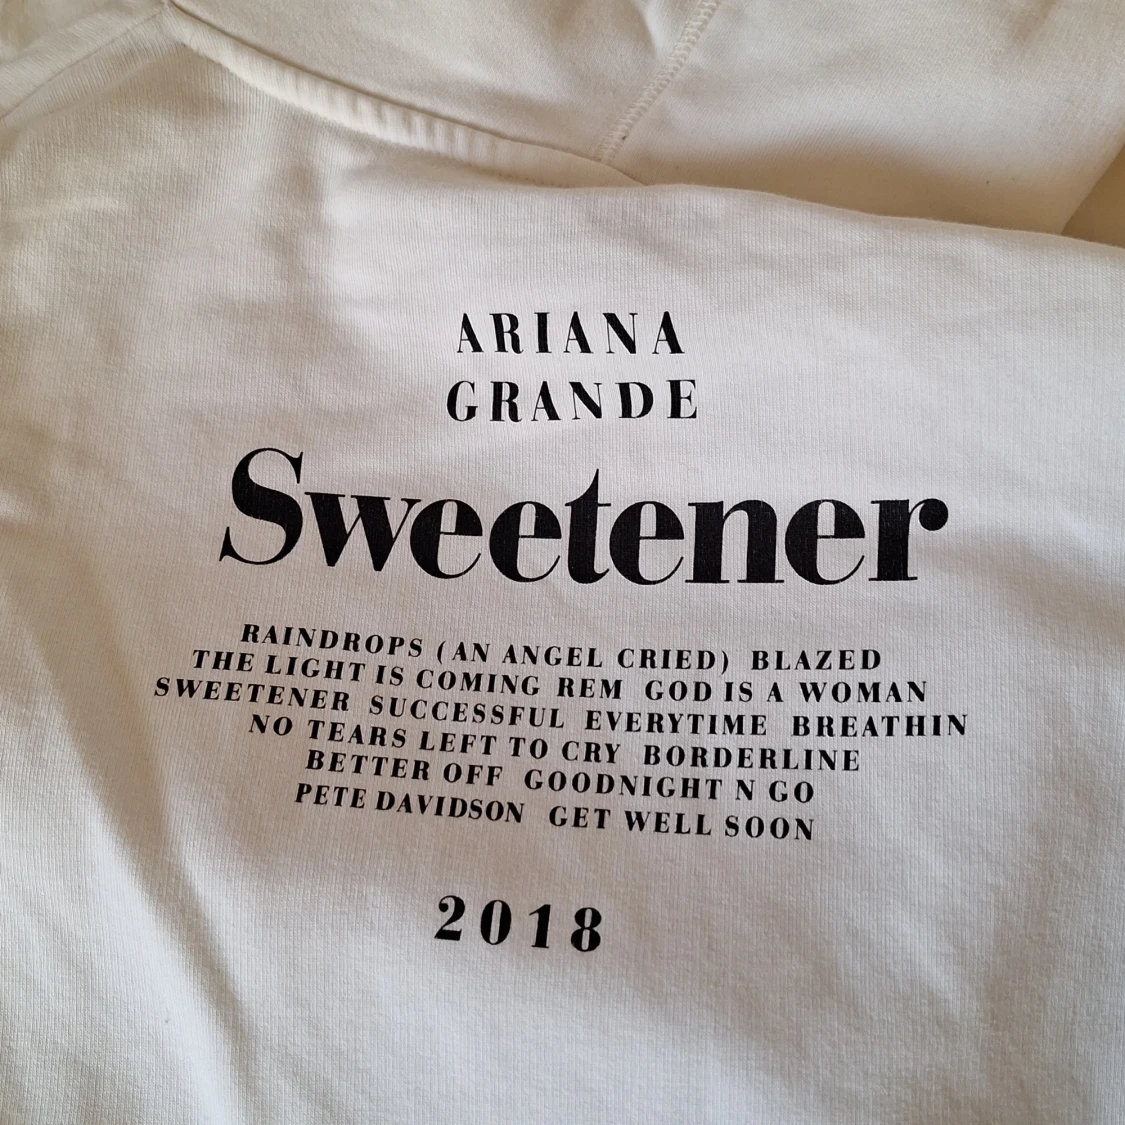 ARIANA
GRANDE
Sweetener
RAINDROPS (AN ANGEL CRIED) BLAZED
THE LIGHT IS COMING REM GOD IS A WOMAN
SWEETENER SUCCESSFUL EVERYTIME BREATHIN
NO TEARS LEFT TO CRY BORDERLINE
BETTER OFF GOODNIGHT N GO
PETE DAVIDSON GET WELL SOON
2018